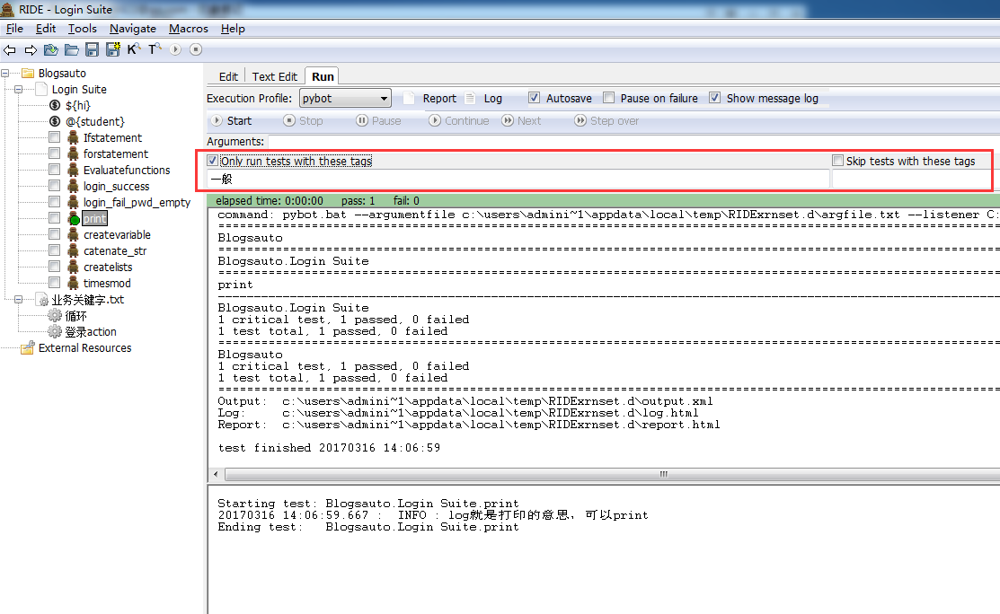 RIDE - Login Suite
File Edit Tools Navigate Macros Help
K T
Blogsauto
Login Suite
${hi}
@{student}
Ifstatement
forstatement
Evaluatefunctions
login_success
login_fail_pwd_empty
print
createvariable
catenate_str
createlists
timesmod
业务关键字.txt
循环
登录action
External Resources
Edit Text Edit Run
Execution Profile: pybot Report Log Autosave Pause on failure Show message log
Start Stop Pause Continue Next Step over
Arguments:
Only run tests with these tags Skip tests with these tags
一般
elapsed time: 0:00:00 pass: 1 fail: 0
command: pybot.bat --argumentfile c:\users\admini~1\appdata\local\temp\RIDExrnset.d\argfile.txt --listener C:
==============================================================================
Blogsauto
==============================================================================
Blogsauto.Login Suite
==============================================================================
print
------------------------------------------------------------------------------
Blogsauto.Login Suite
1 critical test, 1 passed, 0 failed
1 test total, 1 passed, 0 failed
==============================================================================
Blogsauto
1 critical test, 1 passed, 0 failed
1 test total, 1 passed, 0 failed
==============================================================================
Output: c:\users\admini~1\appdata\local\temp\RIDExrnset.d\output.xml
Log: c:\users\admini~1\appdata\local\temp\RIDExrnset.d\log.html
Report: c:\users\admini~1\appdata\local\temp\RIDExrnset.d\report.html
test finished 20170316 14:06:59
Starting test: Blogsauto.Login Suite.print
20170316 14:06:59.667 : INFO : log就是打印的意思，可以print
Ending test: Blogsauto.Login Suite.print